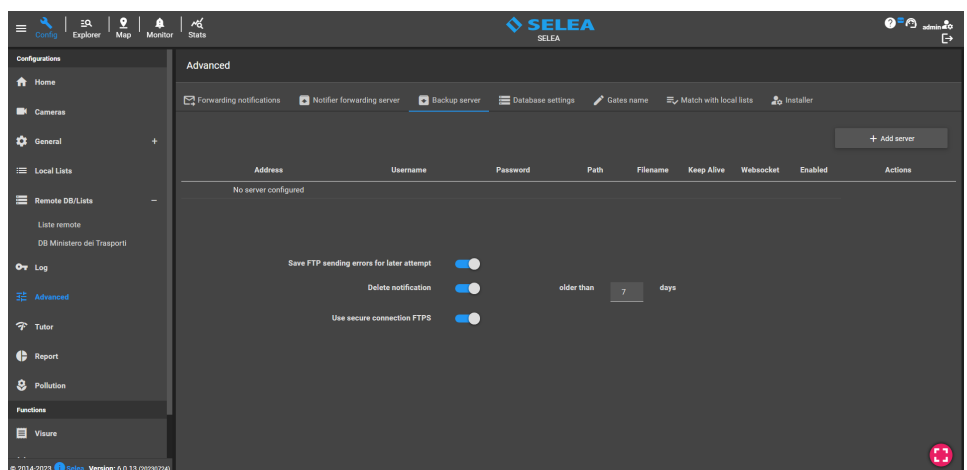 Config
Explorer
Map
Monitor
Stats
SELEA
SELEA
admin
Configurations
Home
Cameras
General
Local Lists
Remote DB/Lists
Liste remote
DB Ministero dei Trasporti
Log
Advanced
Tutor
Report
Pollution
Functions
Visure
© 2014-2023 Selea Version: 6.0.13 (20230724)
Advanced
Forwarding notifications
Notifier forwarding server
Backup server
Database settings
Gates name
Match with local lists
Installer
+ Add server
Address Username Password Path Filename Keep Alive Websocket Enabled Actions
No server configured
Save FTP sending errors for later attempt
Delete notification older than 7 days
Use secure connection FTPS